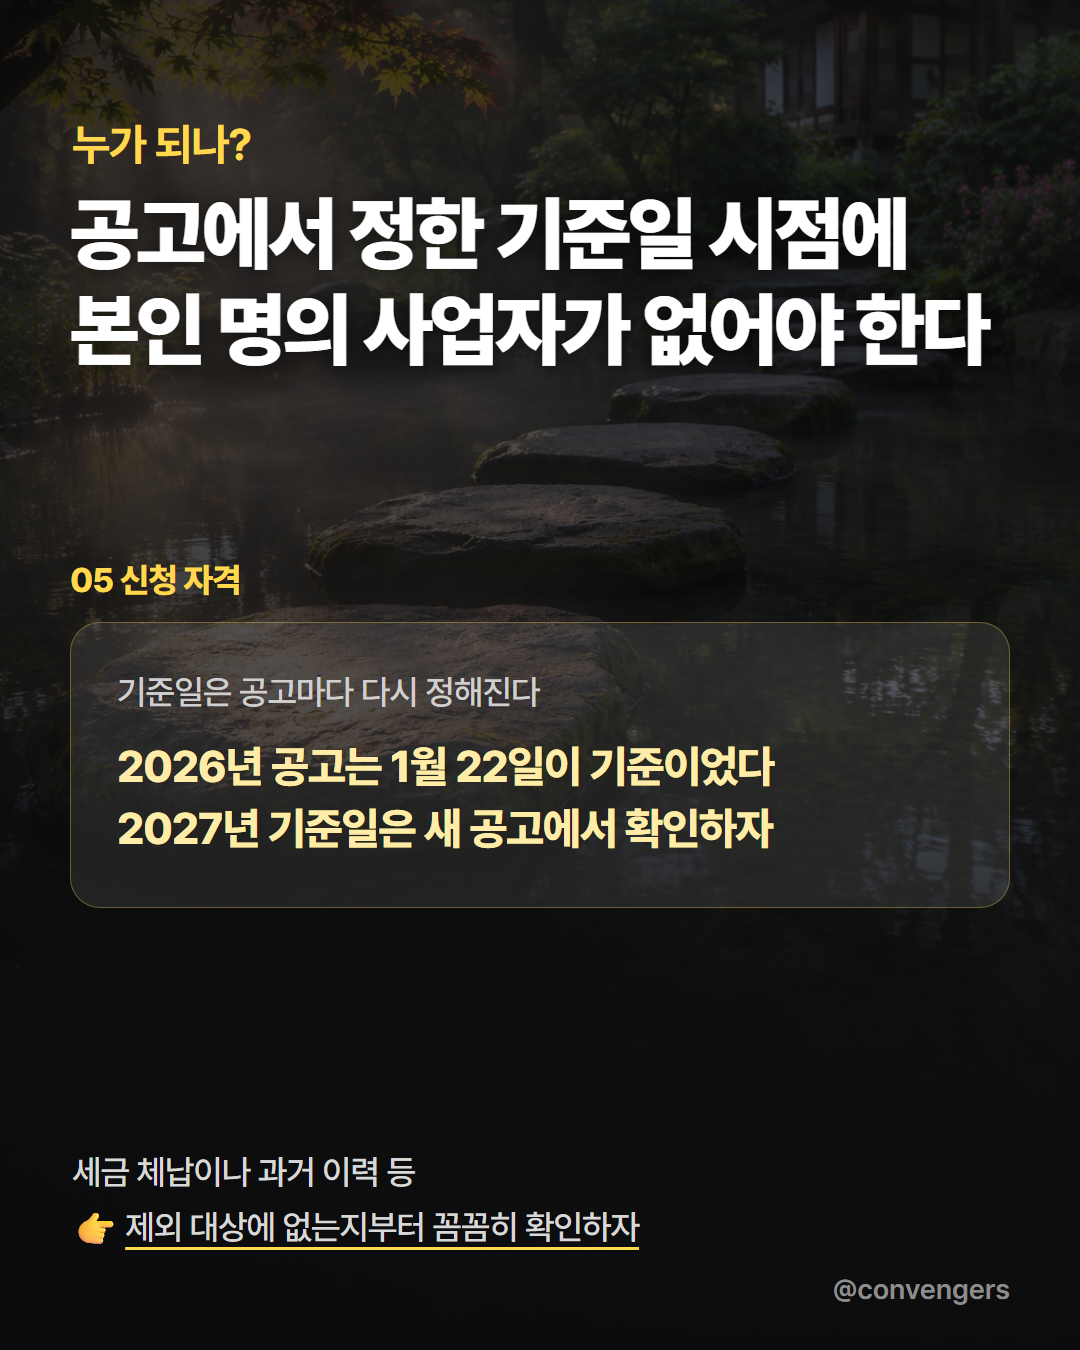 누가 되나?
공고에서 정한 기준일 시점에
본인 명의 사업자가 없어야 한다
05 신청 자격
기준일은 공고마다 다시 정해진다
2026년 공고는 1월 22일이 기준이었다
2027년 기준일은 새 공고에서 확인하자
세금 체납이나 과거 이력 등
👉 제외 대상에 없는지부터 꼼꼼히 확인하자
@convengers